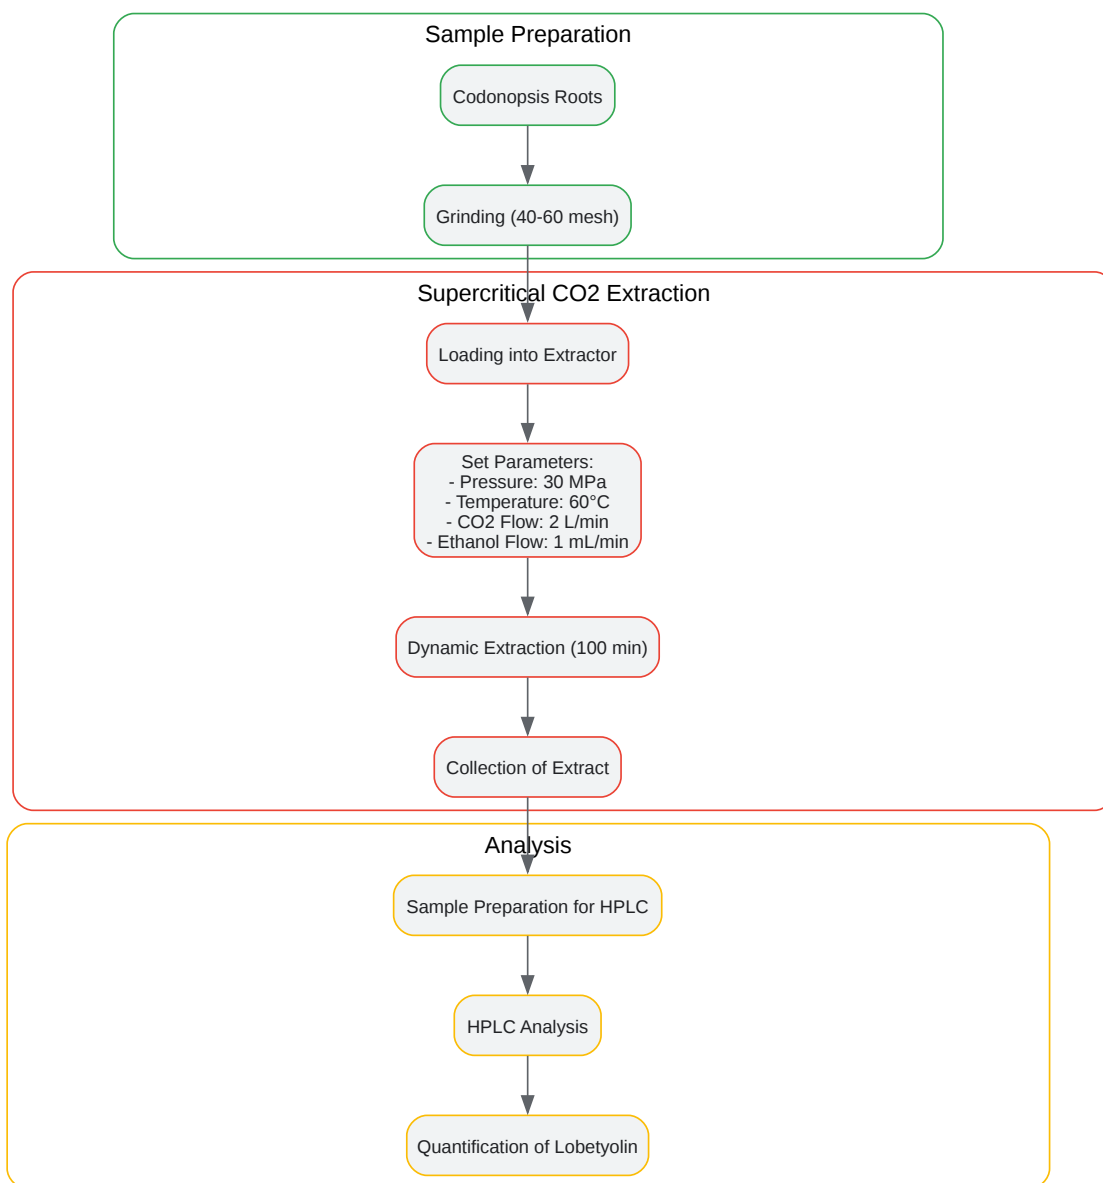 Sample Preparation
Codonopsis Roots
Grinding (40-60 mesh)
Supercritical CO2 Extraction
Loading into Extractor
Set Parameters:
- Pressure: 30 MPa
- Temperature: 60°C
- CO2 Flow: 2 L/min
- Ethanol Flow: 1 mL/min
Dynamic Extraction (100 min)
Collection of Extract
Analysis
Sample Preparation for HPLC
HPLC Analysis
Quantification of Lobetyolin